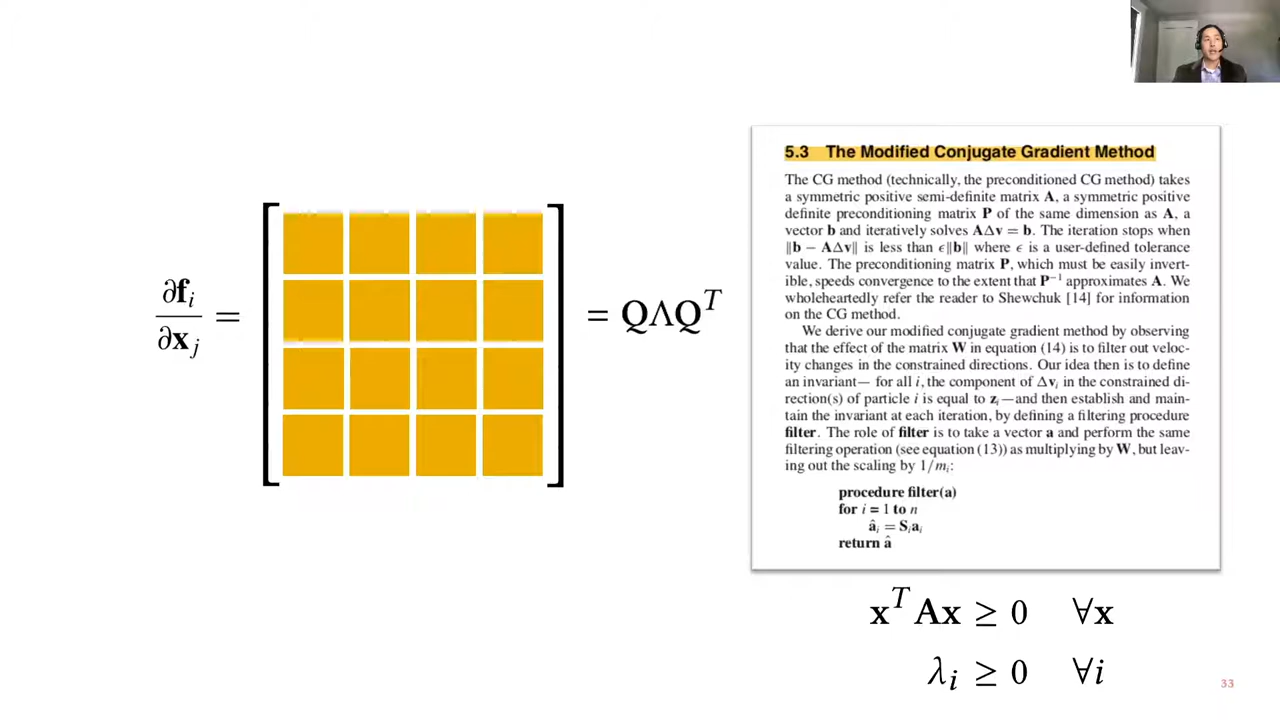 ∂f_i/∂x_j = [ ] = QΛQ^T
5.3 The Modified Conjugate Gradient Method
The CG method (technically, the preconditioned CG method) takes
a symmetric positive semi-definite matrix A, a symmetric positive
definite preconditioning matrix P of the same dimension as A, a
vector b and iteratively solves AΔv = b. The iteration stops when
‖b − AΔv‖ is less than ϵ‖b‖ where ϵ is a user-defined tolerance
value. The preconditioning matrix P, which must be easily invert-
ible, speeds convergence to the extent that P⁻¹ approximates A. We
wholeheartedly refer the reader to Shewchuk [14] for information
on the CG method.
We derive our modified conjugate gradient method by observing
that the effect of the matrix W in equation (14) is to filter out veloc-
ity changes in the constrained directions. Our idea then is to define
an invariant— for all i, the component of Δv_i in the constrained di-
rection(s) of particle i is equal to z_i—and then establish and main-
tain the invariant at each iteration, by defining a filtering procedure
filter. The role of filter is to take a vector a and perform the same
filtering operation (see equation (13)) as multiplying by W, but leav-
ing out the scaling by 1/m_i:
procedure filter(a)
for i = 1 to n
â_i = S_i a_i
return â
x^T Ax ≥ 0 ∀x
λ_i ≥ 0 ∀i
33